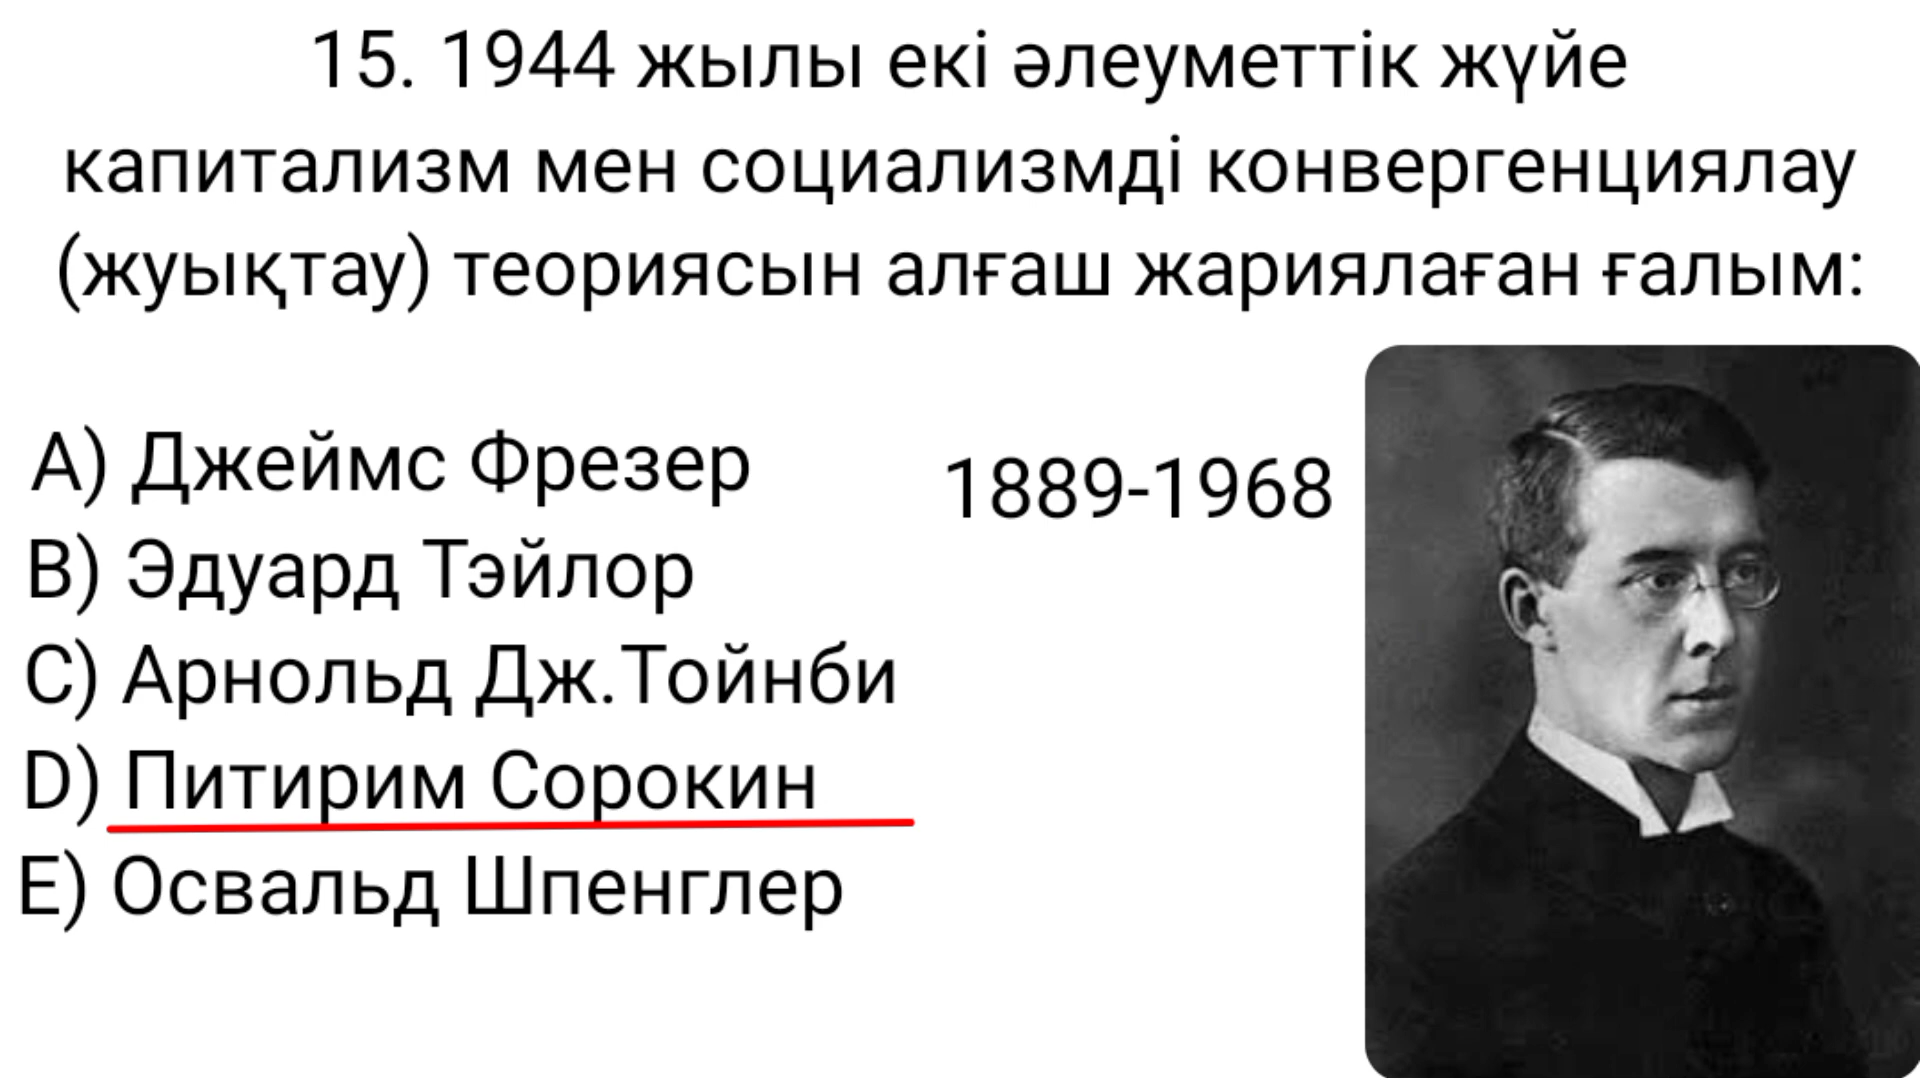 15. 1944 жылы екі әлеуметтік жүйе
капитализм мен социализмді конвергенциялау
(жуықтау) теориясын алғаш жариялаған ғалым:
A) Джеймс Фрезер
1889-1968
B) Эдуард Тэйлор
C) Арнольд Дж.Тойнби
D) Питирим Сорокин
E) Освальд Шпенглер